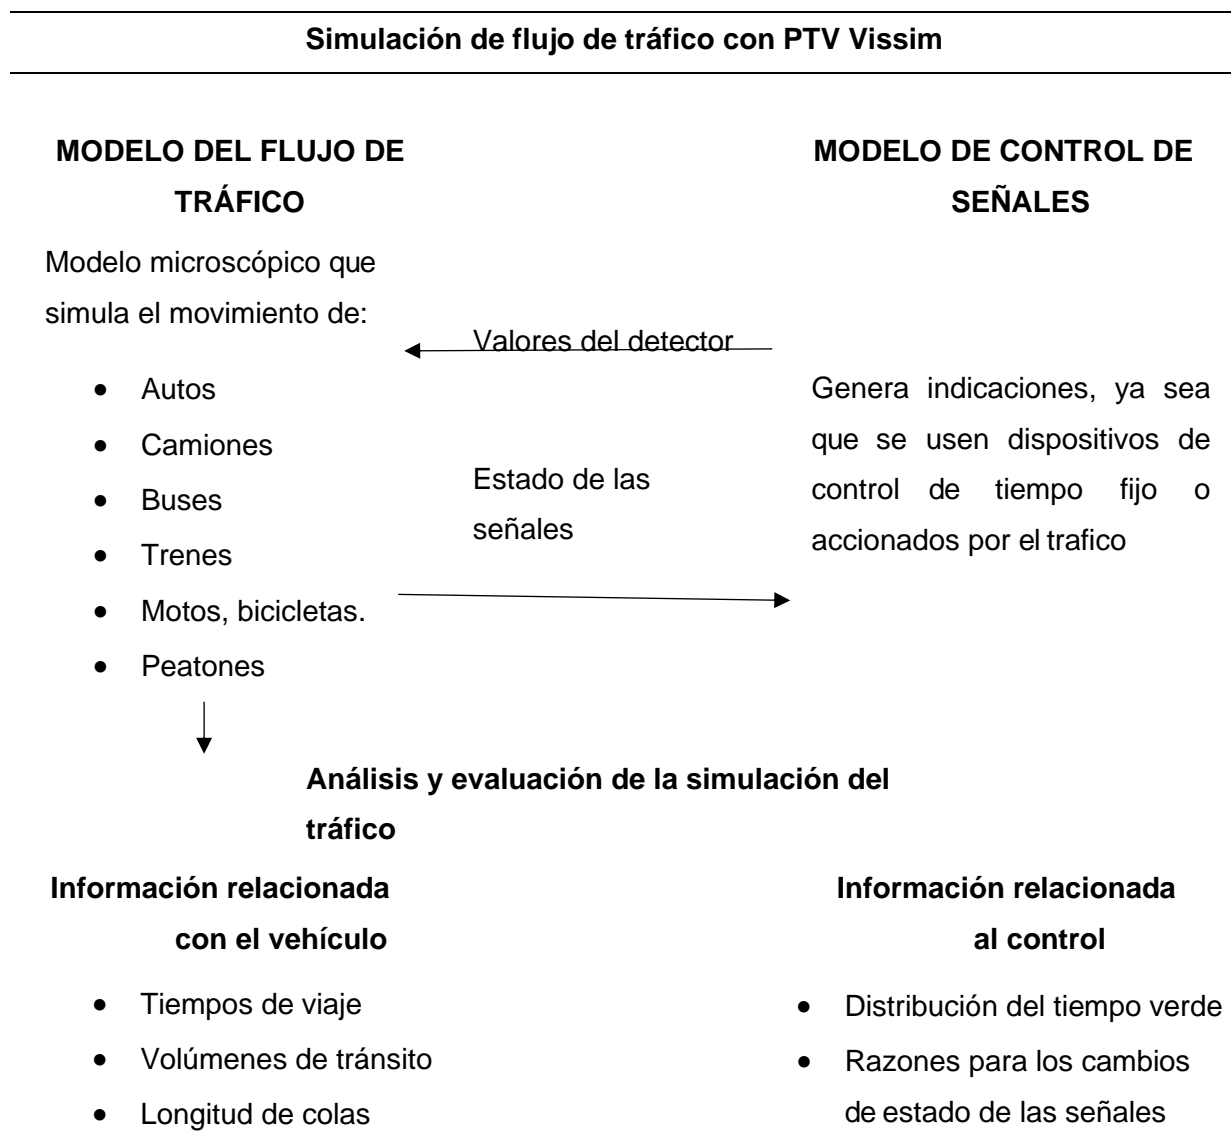 Simulación de flujo de tráfico con PTV Vissim
MODELO DEL FLUJO DE
TRÁFICO
Modelo microscópico que
simula el movimiento de:
• Autos
• Camiones
• Buses
• Trenes
• Motos, bicicletas.
• Peatones
Valores del detector
Estado de las
señales
MODELO DE CONTROL DE
SEÑALES
Genera indicaciones, ya sea
que se usen dispositivos de
control de tiempo fijo o
accionados por el trafico
Análisis y evaluación de la simulación del
tráfico
Información relacionada
con el vehículo
• Tiempos de viaje
• Volúmenes de tránsito
• Longitud de colas
Información relacionada
al control
• Distribución del tiempo verde
• Razones para los cambios
de estado de las señales